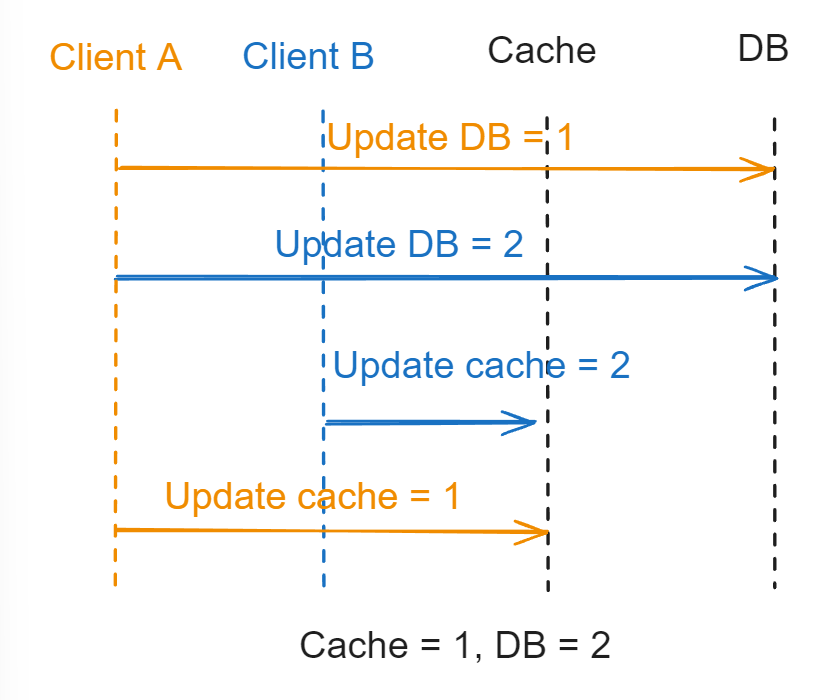 Client A
Client B
Cache
DB
Update DB = 1
Update DB = 2
Update cache = 2
Update cache = 1
Cache = 1, DB = 2